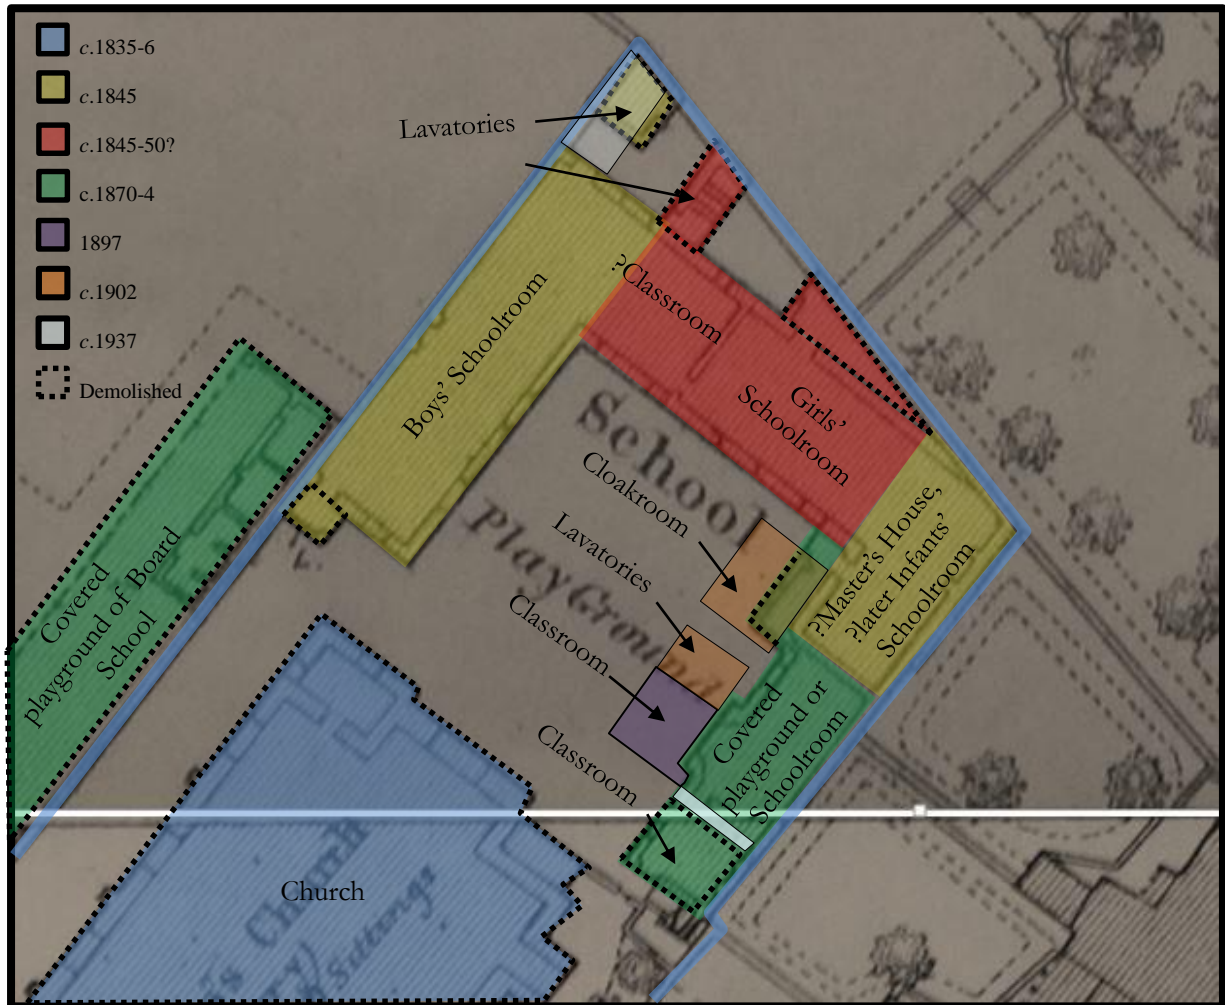 c.1835-6
c.1845
c.1845-50?
c.1870-4
1897
c.1902
c.1937
Demolished
Lavatories
?Classroom
Boys’ Schoolroom
Girls’
Schoolroom
School
PlayGround
Cloakroom
Lavatories
Classroom
Classroom
?Master’s House,
?later Infants’
Schoolroom
Covered
playground or
Schoolroom
Covered
playground of Board
School
Church
's Church
Sittings